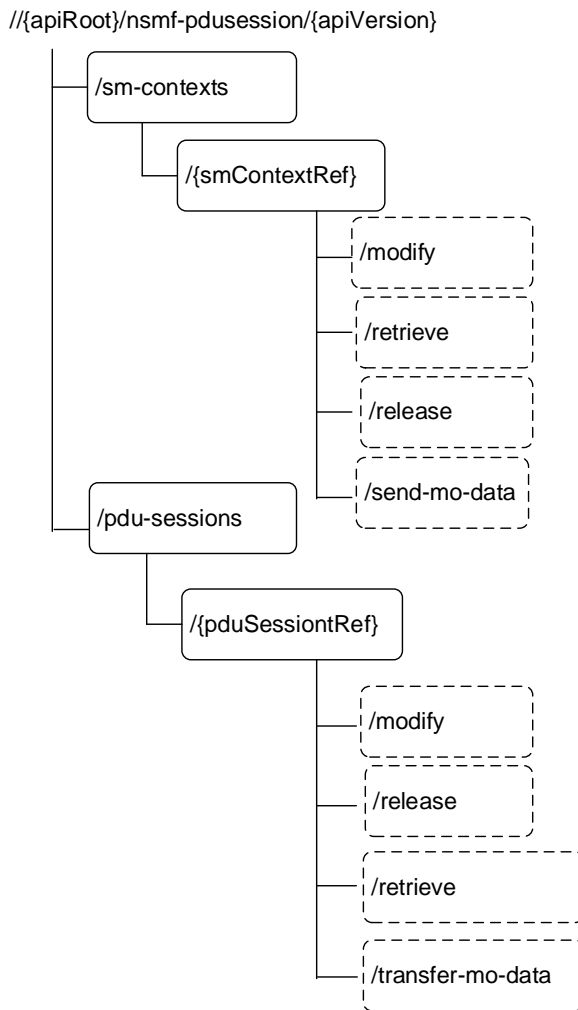 //{apiRoot}/nsmf-pdusession/{apiVersion}
/sm-contexts
/{smContextRef}
/modify
/retrieve
/release
/send-mo-data
/pdu-sessions
/{pduSessiontRef}
/modify
/release
/retrieve
/transfer-mo-data